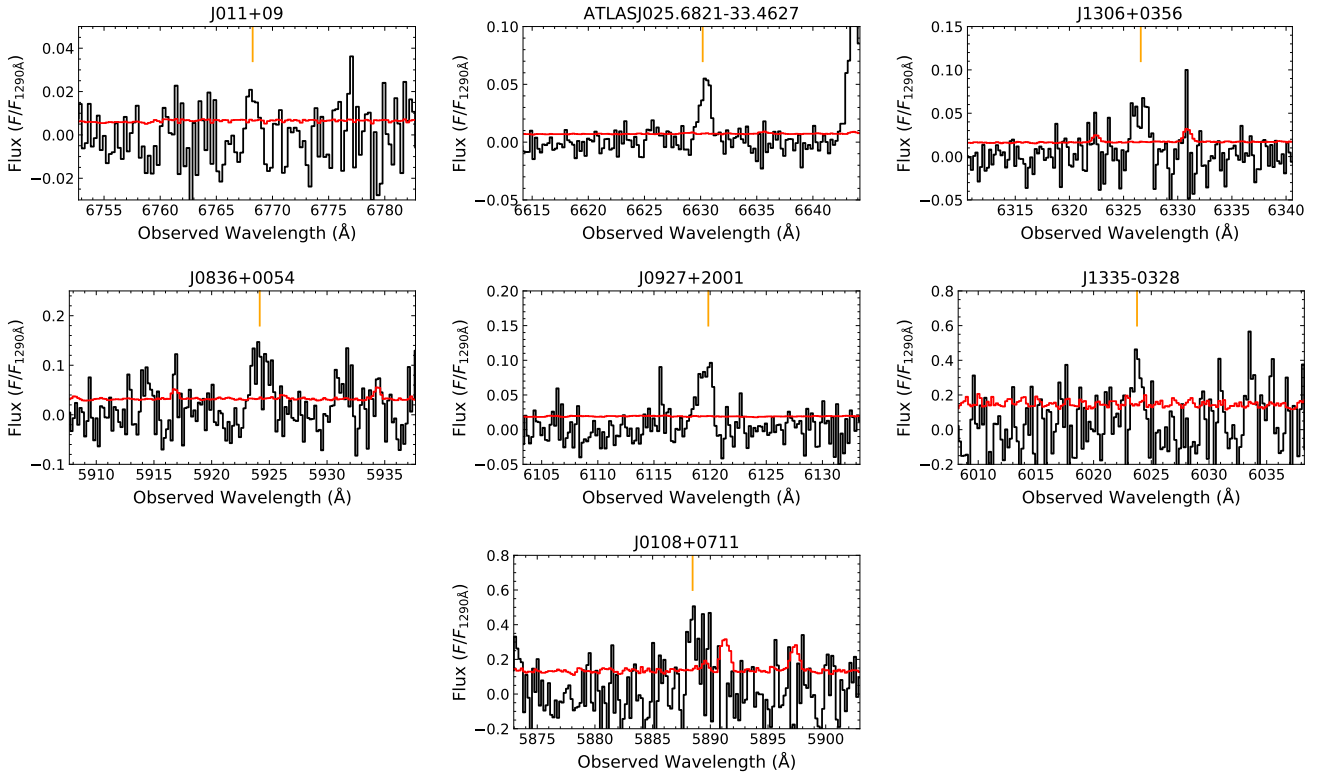 J011+09
Flux (F/F1290Å)
0.04
0.02
0.00
−0.02
6755 6760 6765 6770 6775 6780
Observed Wavelength (Å)
ATLASJ025.6821-33.4627
Flux (F/F1290Å)
0.10
0.05
0.00
−0.05
6615 6620 6625 6630 6635 6640
Observed Wavelength (Å)
J1306+0356
Flux (F/F1290Å)
0.15
0.10
0.05
0.00
−0.05
6315 6320 6325 6330 6335 6340
Observed Wavelength (Å)
J0836+0054
Flux (F/F1290Å)
0.2
0.1
0.0
−0.1
5910 5915 5920 5925 5930 5935
Observed Wavelength (Å)
J0927+2001
Flux (F/F1290Å)
0.20
0.15
0.10
0.05
0.00
−0.05
6105 6110 6115 6120 6125 6130
Observed Wavelength (Å)
J1335-0328
Flux (F/F1290Å)
0.8
0.6
0.4
0.2
0.0
−0.2
6010 6015 6020 6025 6030 6035
Observed Wavelength (Å)
J0108+0711
Flux (F/F1290Å)
0.8
0.6
0.4
0.2
0.0
−0.2
5875 5880 5885 5890 5895 5900
Observed Wavelength (Å)